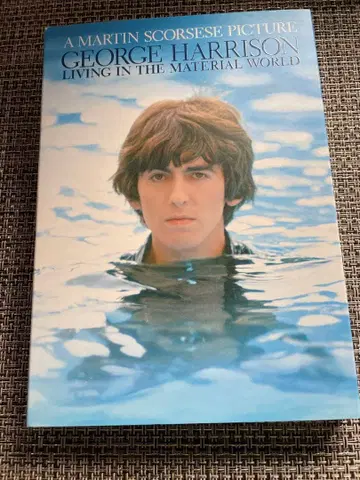 A MARTIN SCORSESE PICTURE
GEORGE HARRISON
LIVING IN THE MATERIAL WORLD